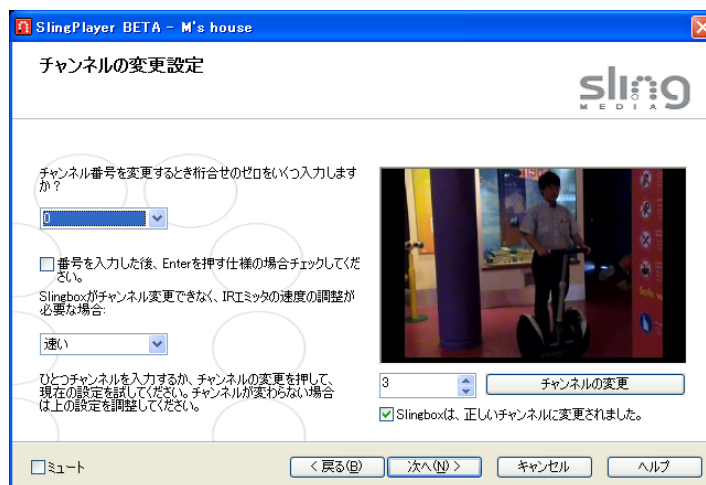 SlingPlayer BETA - M's house
チャンネルの変更設定
sling
MEDIA
チャンネル番号を変更するとき桁合せのゼロをいくつ入力します
か?
0
番号を入力した後、Enterを押す仕様の場合チェックしてくだ
さい。
Slingboxがチャンネル変更できなく、IRエミッタの速度の調整が
必要な場合:
速い
ひとつチャンネルを入力するか、チャンネルの変更を押して、
現在の設定を試してください。チャンネルが変わらない場合
は上の設定を調整してください。
Safe
3
チャンネルの変更
Slingboxは、正しいチャンネルに変更されました。
ミュート
< 戻る(B)
次へ(N) >
キャンセル
ヘルプ